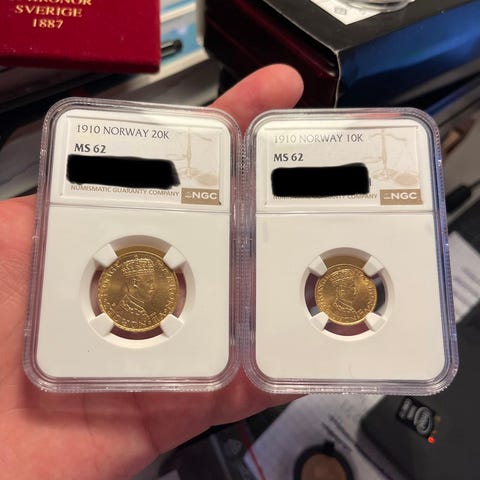 KRONOR
SVERIGE
1887
1910 NORWAY 20K
MS 62
NUMISMATIC GUARANTY COMPANY
NGC
1910 NORWAY 10K
MS 62
NUMISMATIC GUARANTY COMPANY
NGC